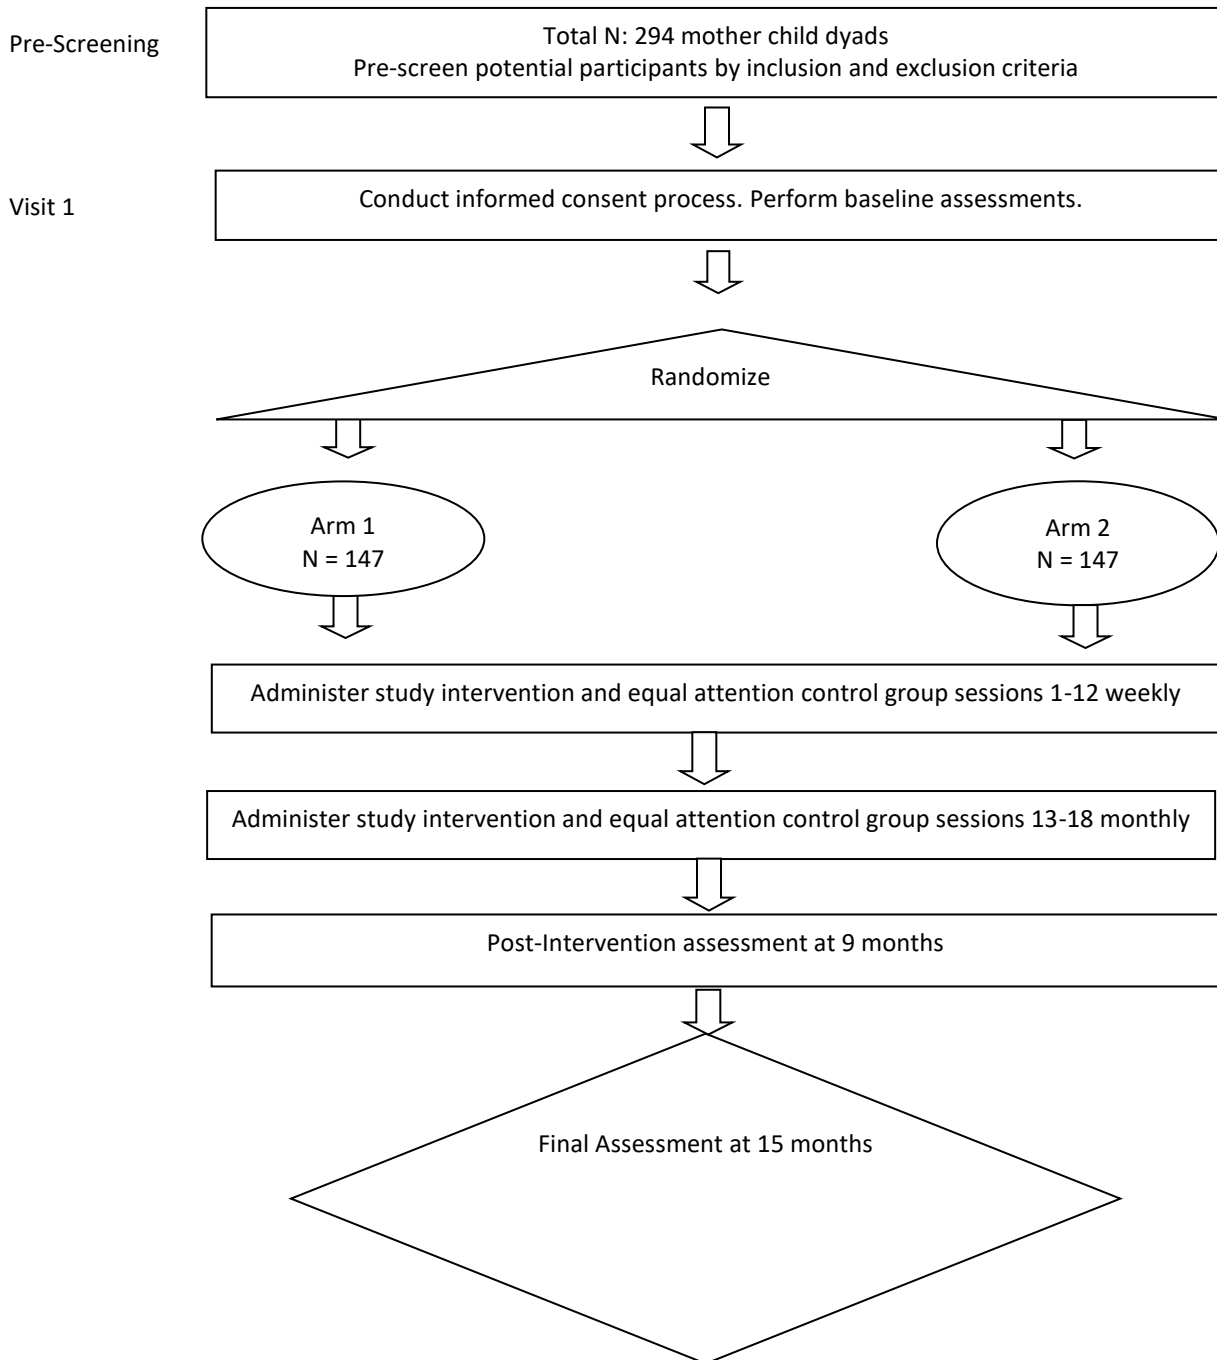 Pre-Screening
Total N: 294 mother child dyads
Pre-screen potential participants by inclusion and exclusion criteria
Visit 1
Conduct informed consent process. Perform baseline assessments.
Randomize
Arm 1
N = 147
Arm 2
N = 147
Administer study intervention and equal attention control group sessions 1-12 weekly
Administer study intervention and equal attention control group sessions 13-18 monthly
Post-Intervention assessment at 9 months
Final Assessment at 15 months